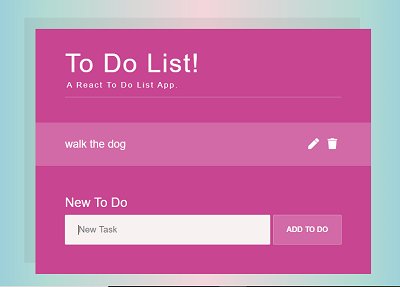 To Do List!
A React To Do List App.
walk the dog
New To Do
New Task
ADD TO DO